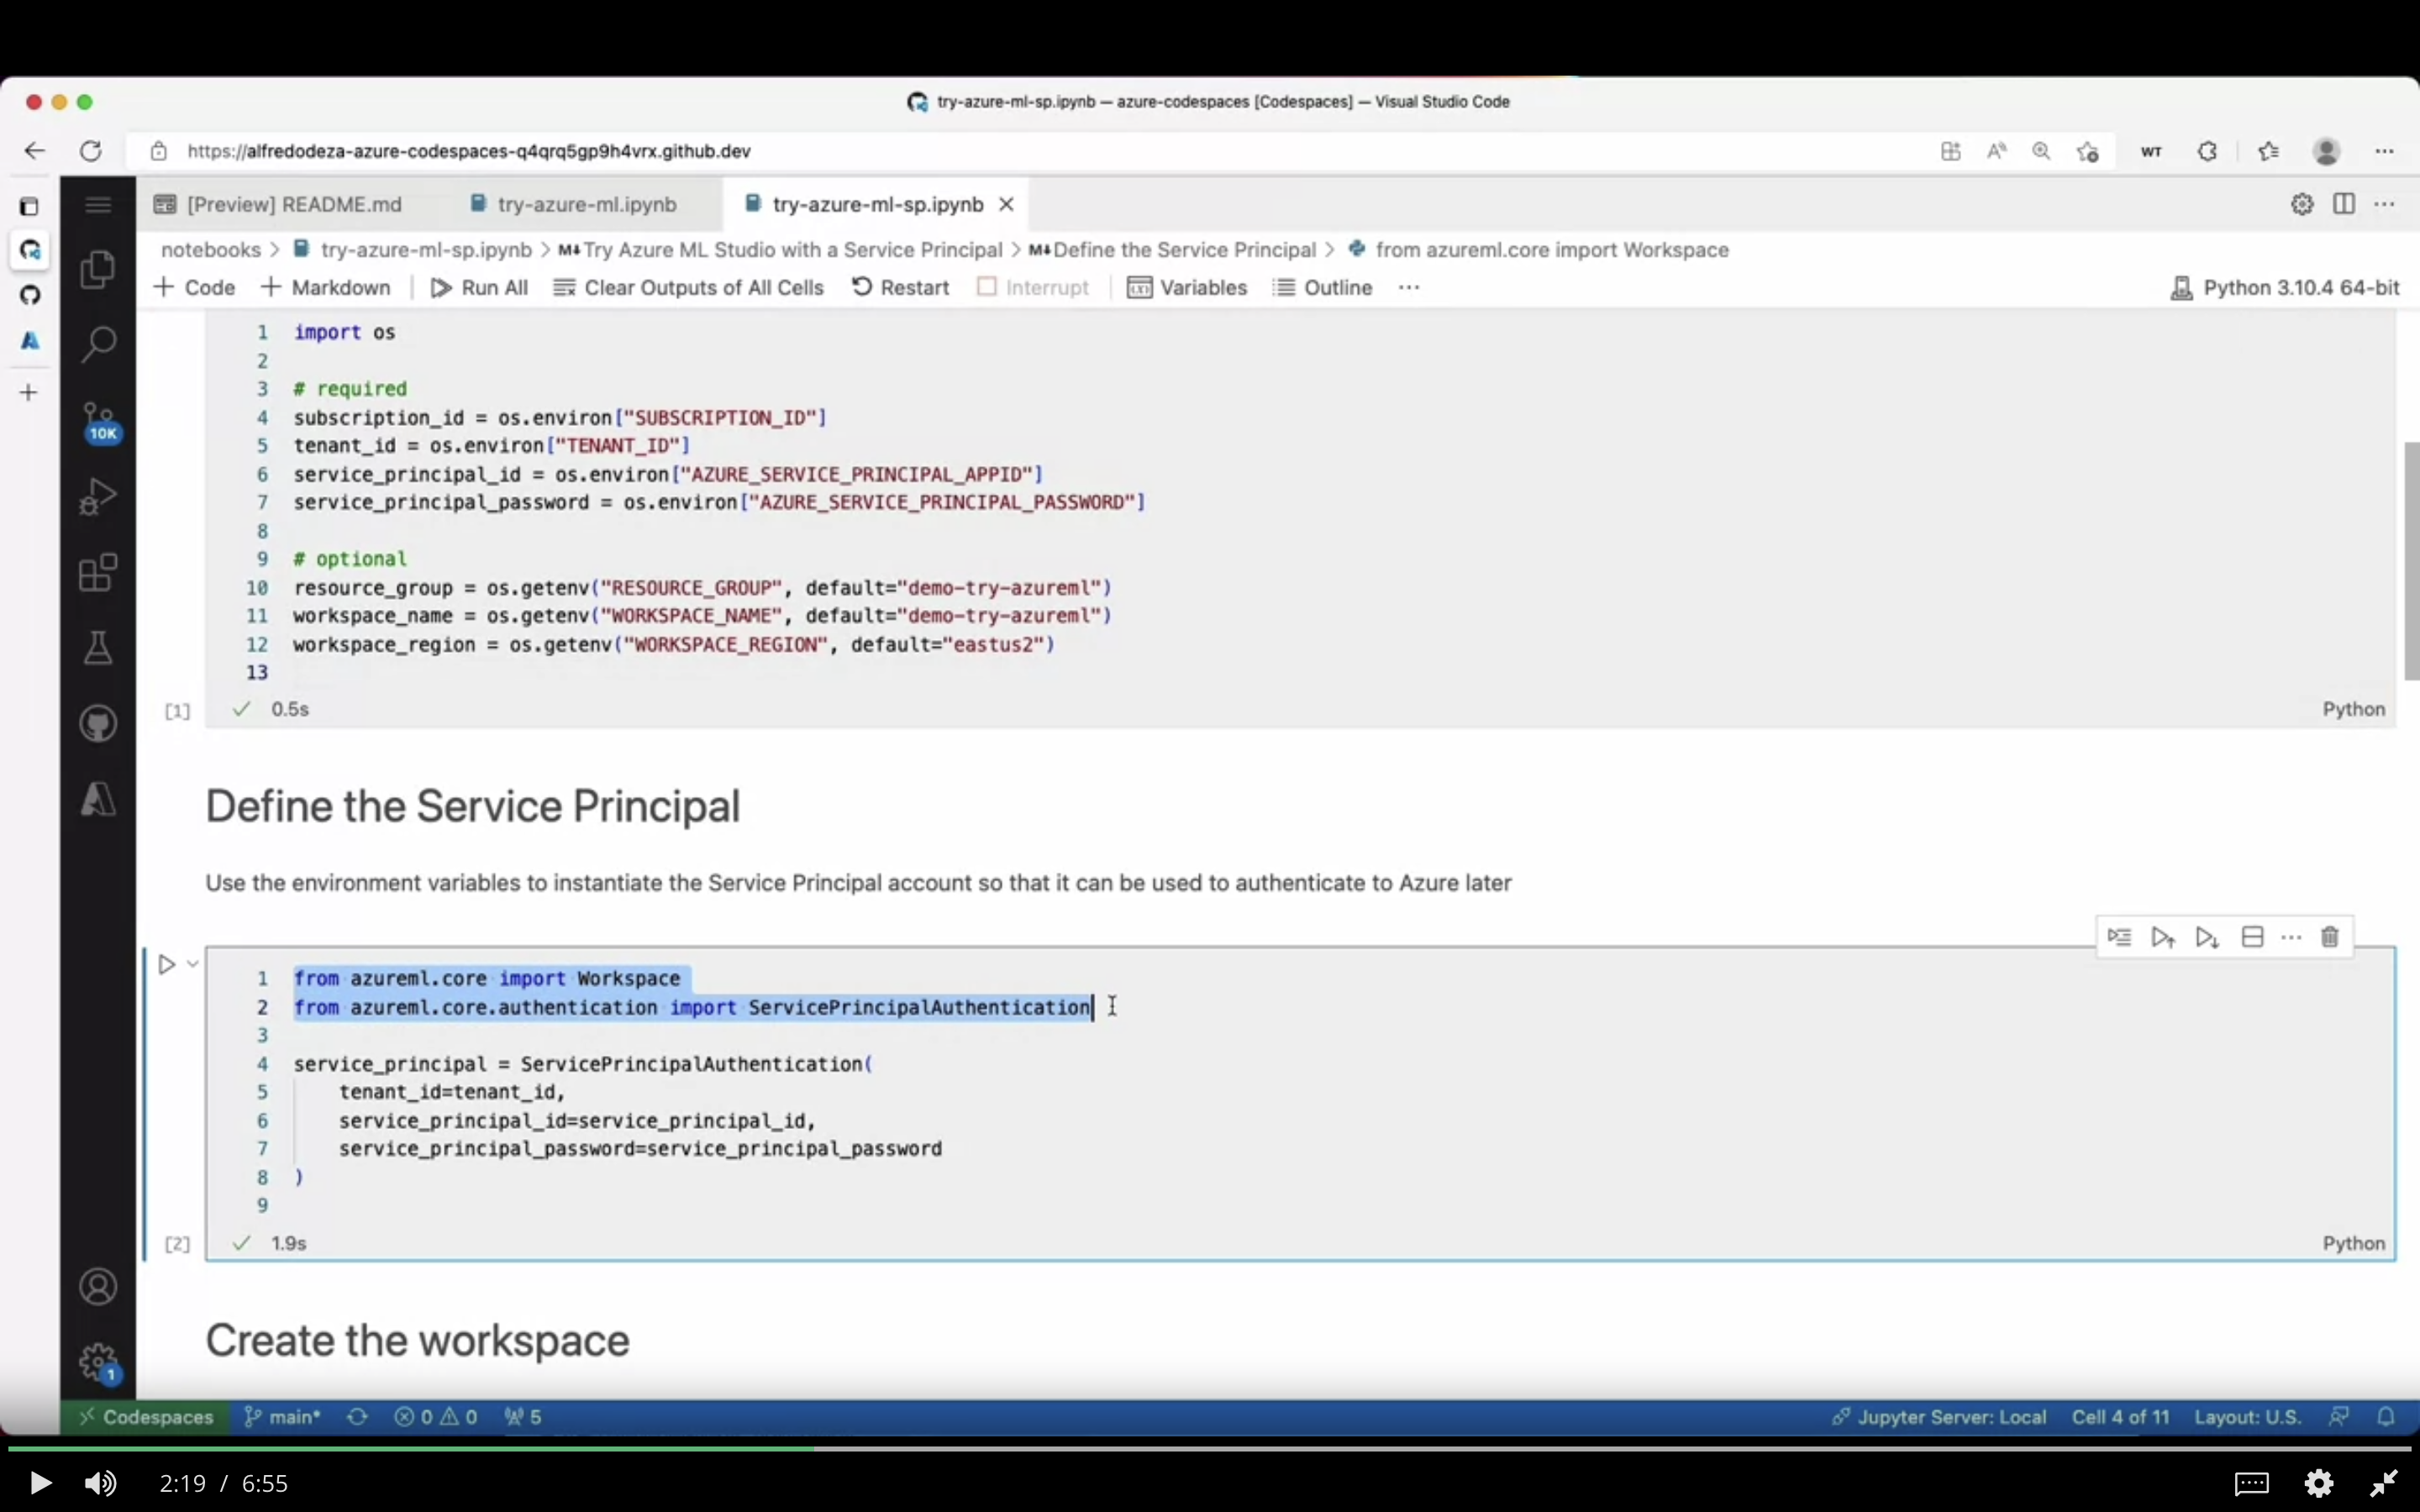 try-azure-ml-sp.ipynb — azure-codespaces [Codespaces] — Visual Studio Code
https://alfredodeza-azure-codespaces-q4qrq5gp9h4vrx.github.dev
WT
[Preview] README.md
try-azure-ml.ipynb
try-azure-ml-sp.ipynb
notebooks > try-azure-ml-sp.ipynb > M↓Try Azure ML Studio with a Service Principal > M↓Define the Service Principal > from azureml.core import Workspace
+ Code + Markdown Run All Clear Outputs of All Cells Restart Interrupt Variables Outline ...
Python 3.10.4 64-bit
10K
1 import os
2
3 # required
4 subscription_id = os.environ["SUBSCRIPTION_ID"]
5 tenant_id = os.environ["TENANT_ID"]
6 service_principal_id = os.environ["AZURE_SERVICE_PRINCIPAL_APPID"]
7 service_principal_password = os.environ["AZURE_SERVICE_PRINCIPAL_PASSWORD"]
8
9 # optional
10 resource_group = os.getenv("RESOURCE_GROUP", default="demo-try-azureml")
11 workspace_name = os.getenv("WORKSPACE_NAME", default="demo-try-azureml")
12 workspace_region = os.getenv("WORKSPACE_REGION", default="eastus2")
13
[1] ✓ 0.5s Python
Define the Service Principal
Use the environment variables to instantiate the Service Principal account so that it can be used to authenticate to Azure later
1 from azureml.core import Workspace
2 from azureml.core.authentication import ServicePrincipalAuthentication
3
4 service_principal = ServicePrincipalAuthentication(
5     tenant_id=tenant_id,
6     service_principal_id=service_principal_id,
7     service_principal_password=service_principal_password
8 )
9
[2] ✓ 1.9s Python
Create the workspace
1
Codespaces main* 0 0 5
Jupyter Server: Local Cell 4 of 11 Layout: U.S.
2:19 / 6:55